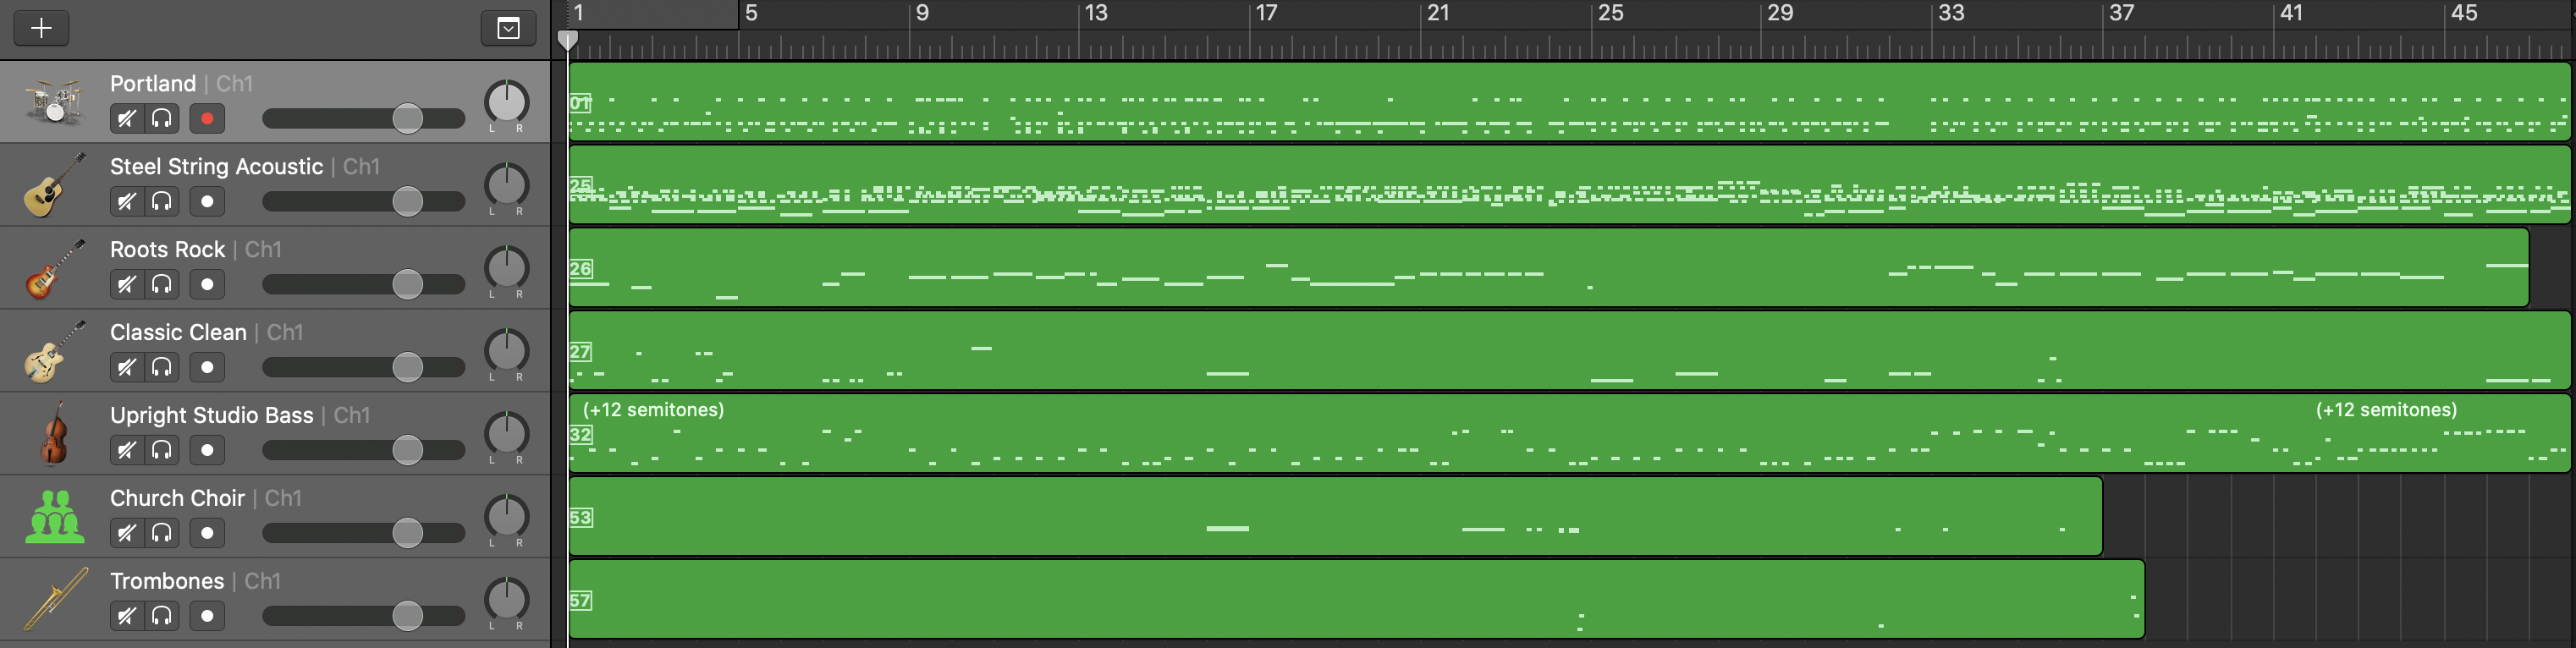 1 5 9 13 17 21 25 29 33 37 41 45
Portland | Ch1
L R
01
Steel String Acoustic | Ch1
L R
25
Roots Rock | Ch1
L R
26
Classic Clean | Ch1
L R
27
Upright Studio Bass | Ch1
L R
(+12 semitones) (+12 semitones)
32
Church Choir | Ch1
L R
53
Trombones | Ch1
L R
57